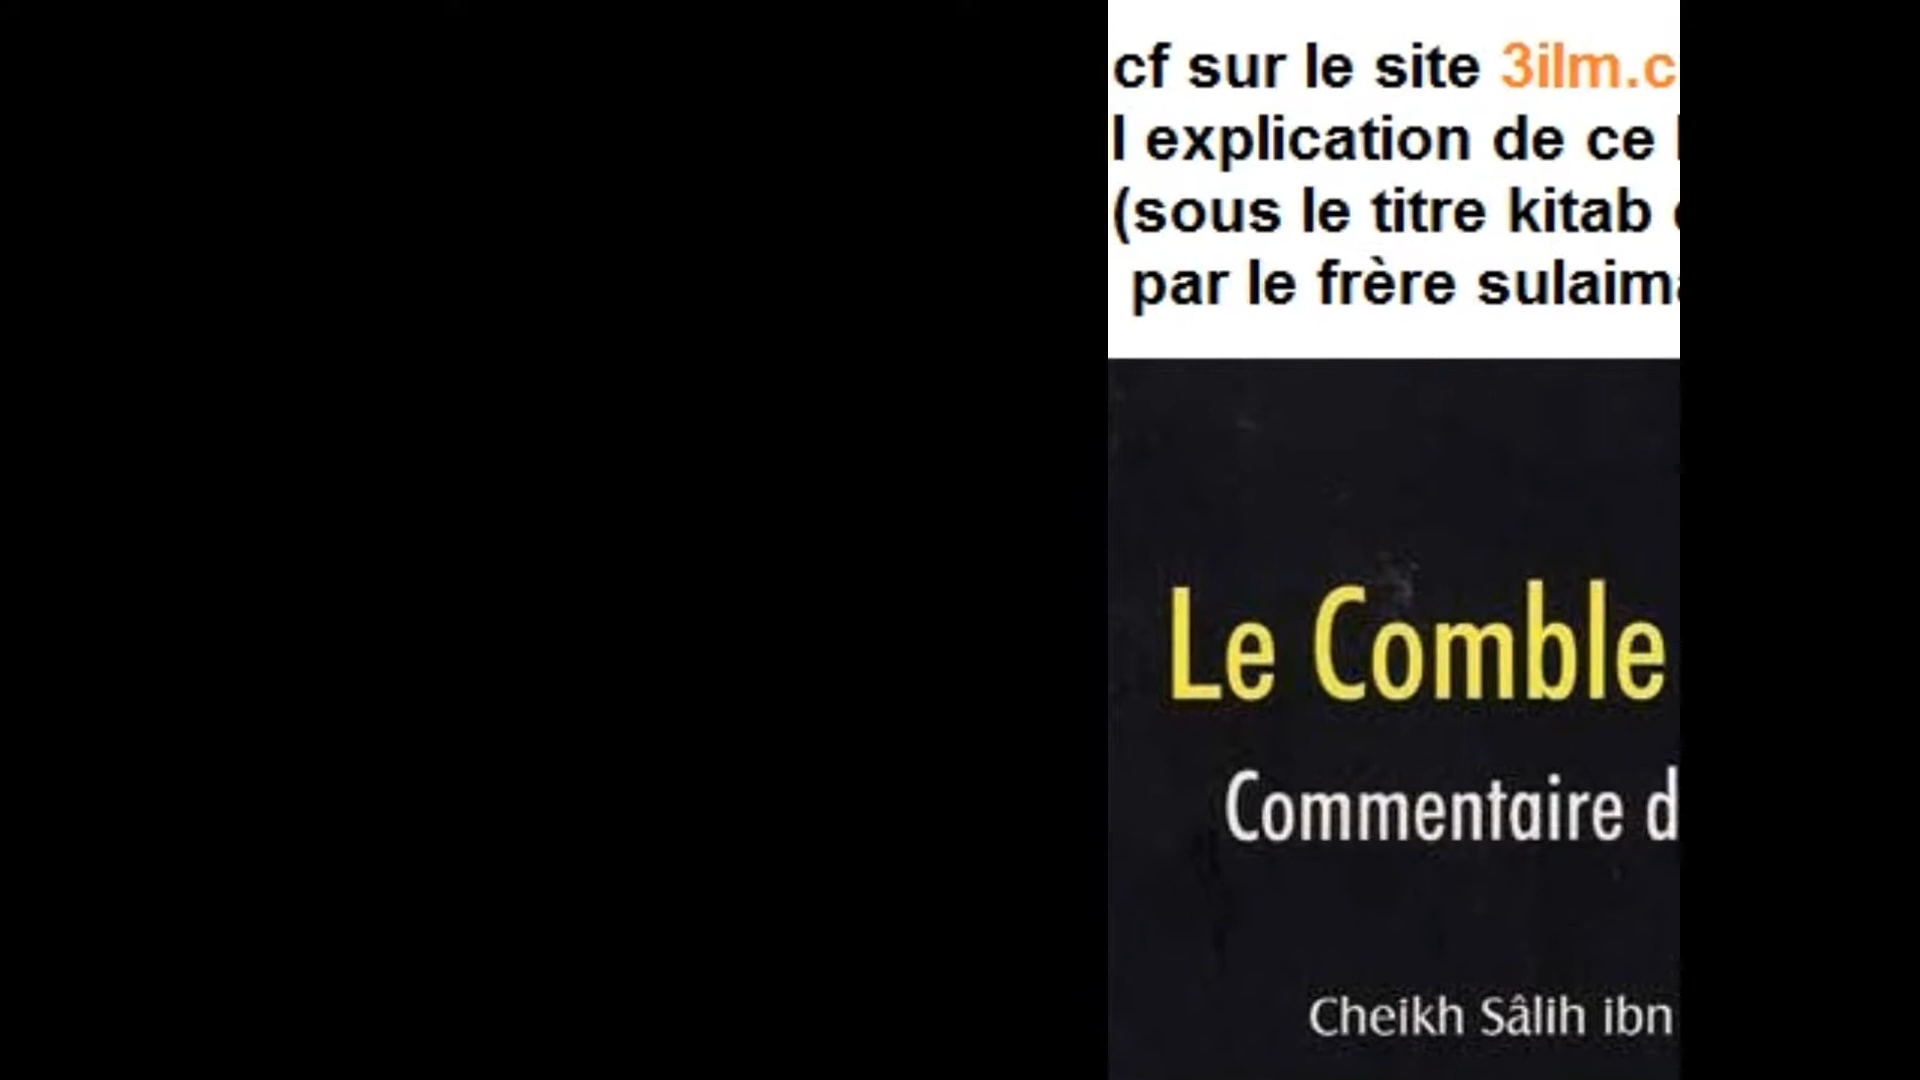 cf sur le site 3ilm.c
l explication de ce
(sous le titre kitab
par le frère sulaima
Le Comble
Commentaire d
Cheikh Sâlih ibn